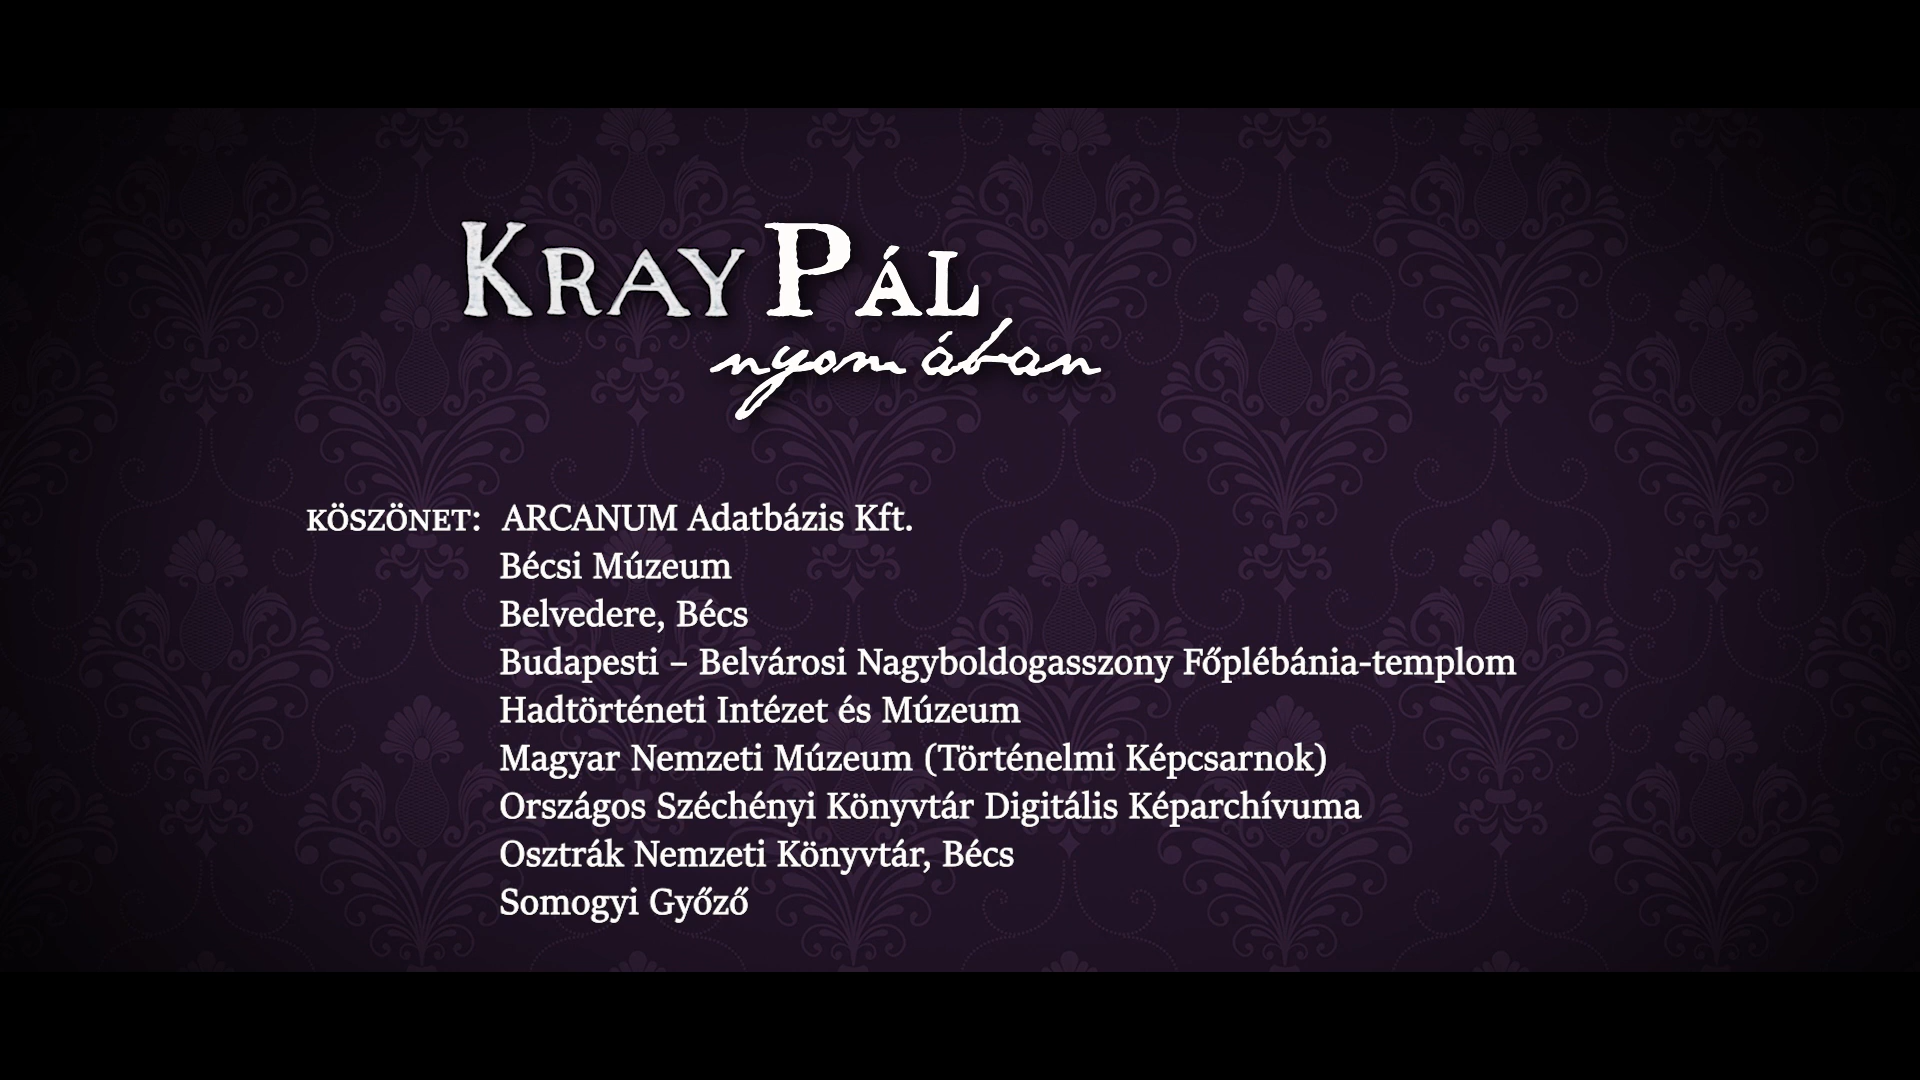 KRAY PÁL
nyomában
KÖSZÖNET: ARCANUM Adatbázis Kft.
Bécsi Múzeum
Belvedere, Bécs
Budapesti – Belvárosi Nagyboldogasszony Főplébánia-templom
Hadtörténeti Intézet és Múzeum
Magyar Nemzeti Múzeum (Történelmi Képcsarnok)
Országos Széchényi Könyvtár Digitális Képarchívuma
Osztrák Nemzeti Könyvtár, Bécs
Somogyi Győző